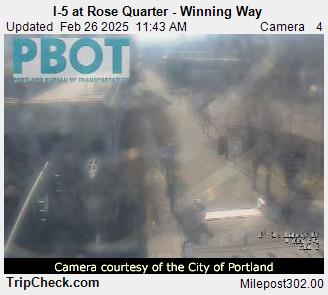 I-5 at Rose Quarter - Winning Way
Updated Feb 26 2025 11:43 AM Camera 4
PBOT
PORTLAND BUREAU OF TRANSPORTATION
Camera courtesy of the City of Portland
TripCheck.com Milepost302.00